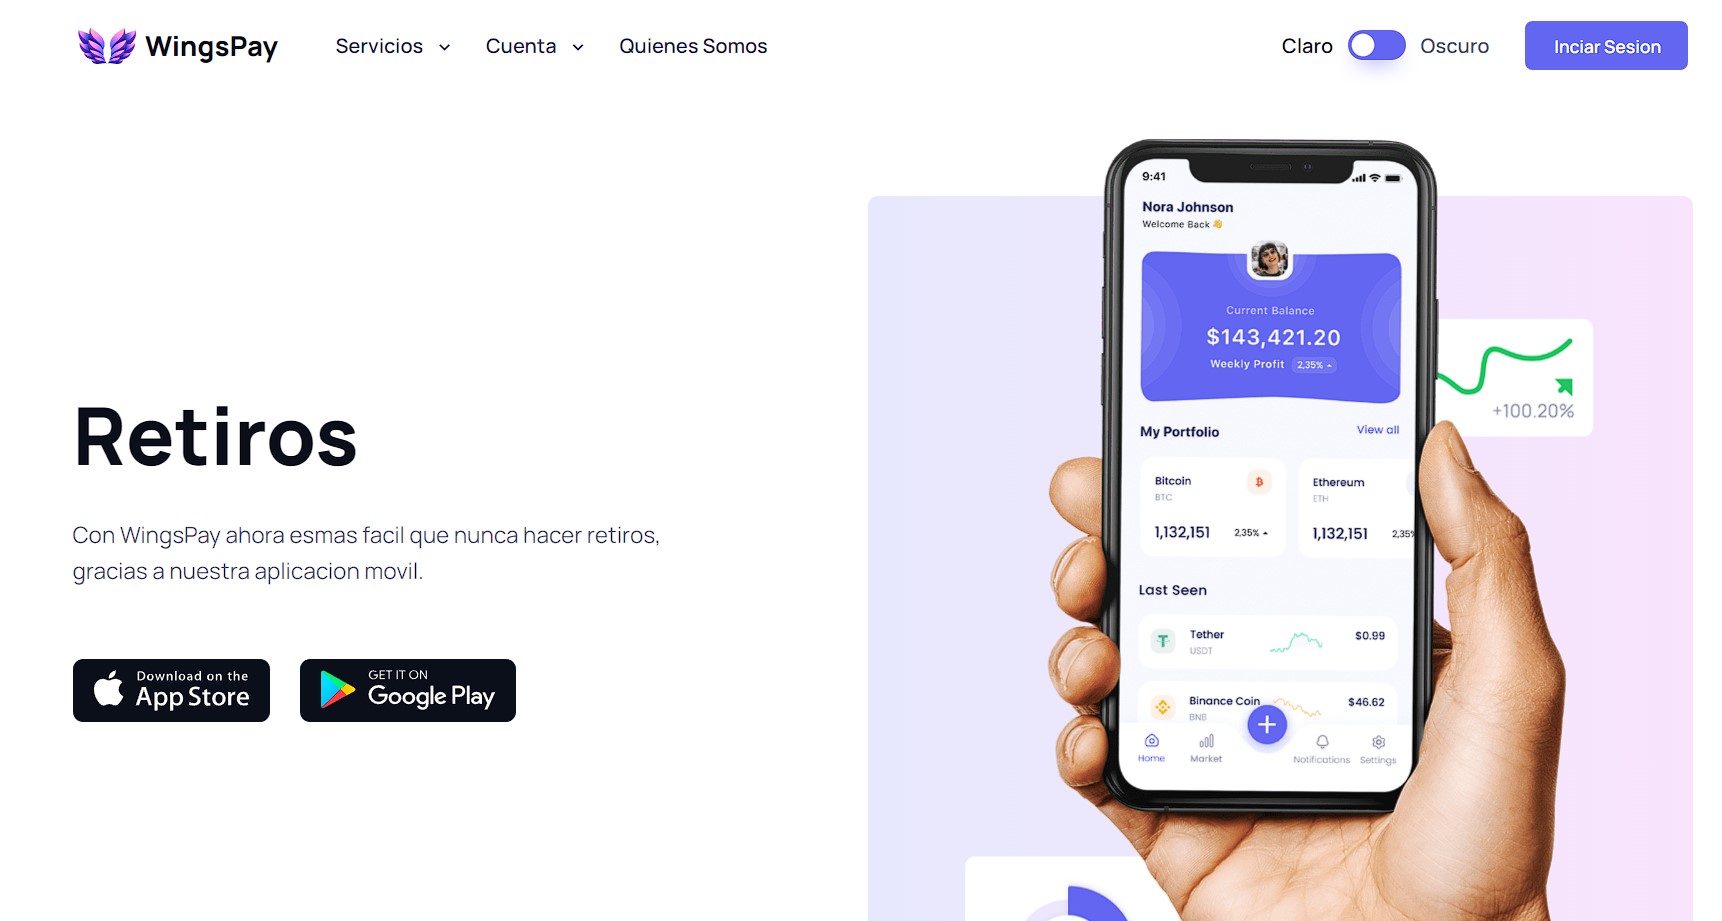 WingsPay
Servicios
Cuenta
Quienes Somos
Claro
Oscuro
Inciar Sesion
Retiros
Con WingsPay ahora esmas facil que nunca hacer retiros,
gracias a nuestra aplicacion movil.
Download on the
App Store
GET IT ON
Google Play
9:41
Nora Johnson
Welcome Back 👋
Current Balance
$143,421.20
Weekly Profit 2,35%
+100.20%
My Portfolio
View all
Bitcoin
BTC
1,132,151
2,35%
Ethereum
ETH
1,132,151
2,35%
Last Seen
Tether
USDT
$0.99
Binance Coin
BNB
$46.62
Home
Market
Notifications
Settings